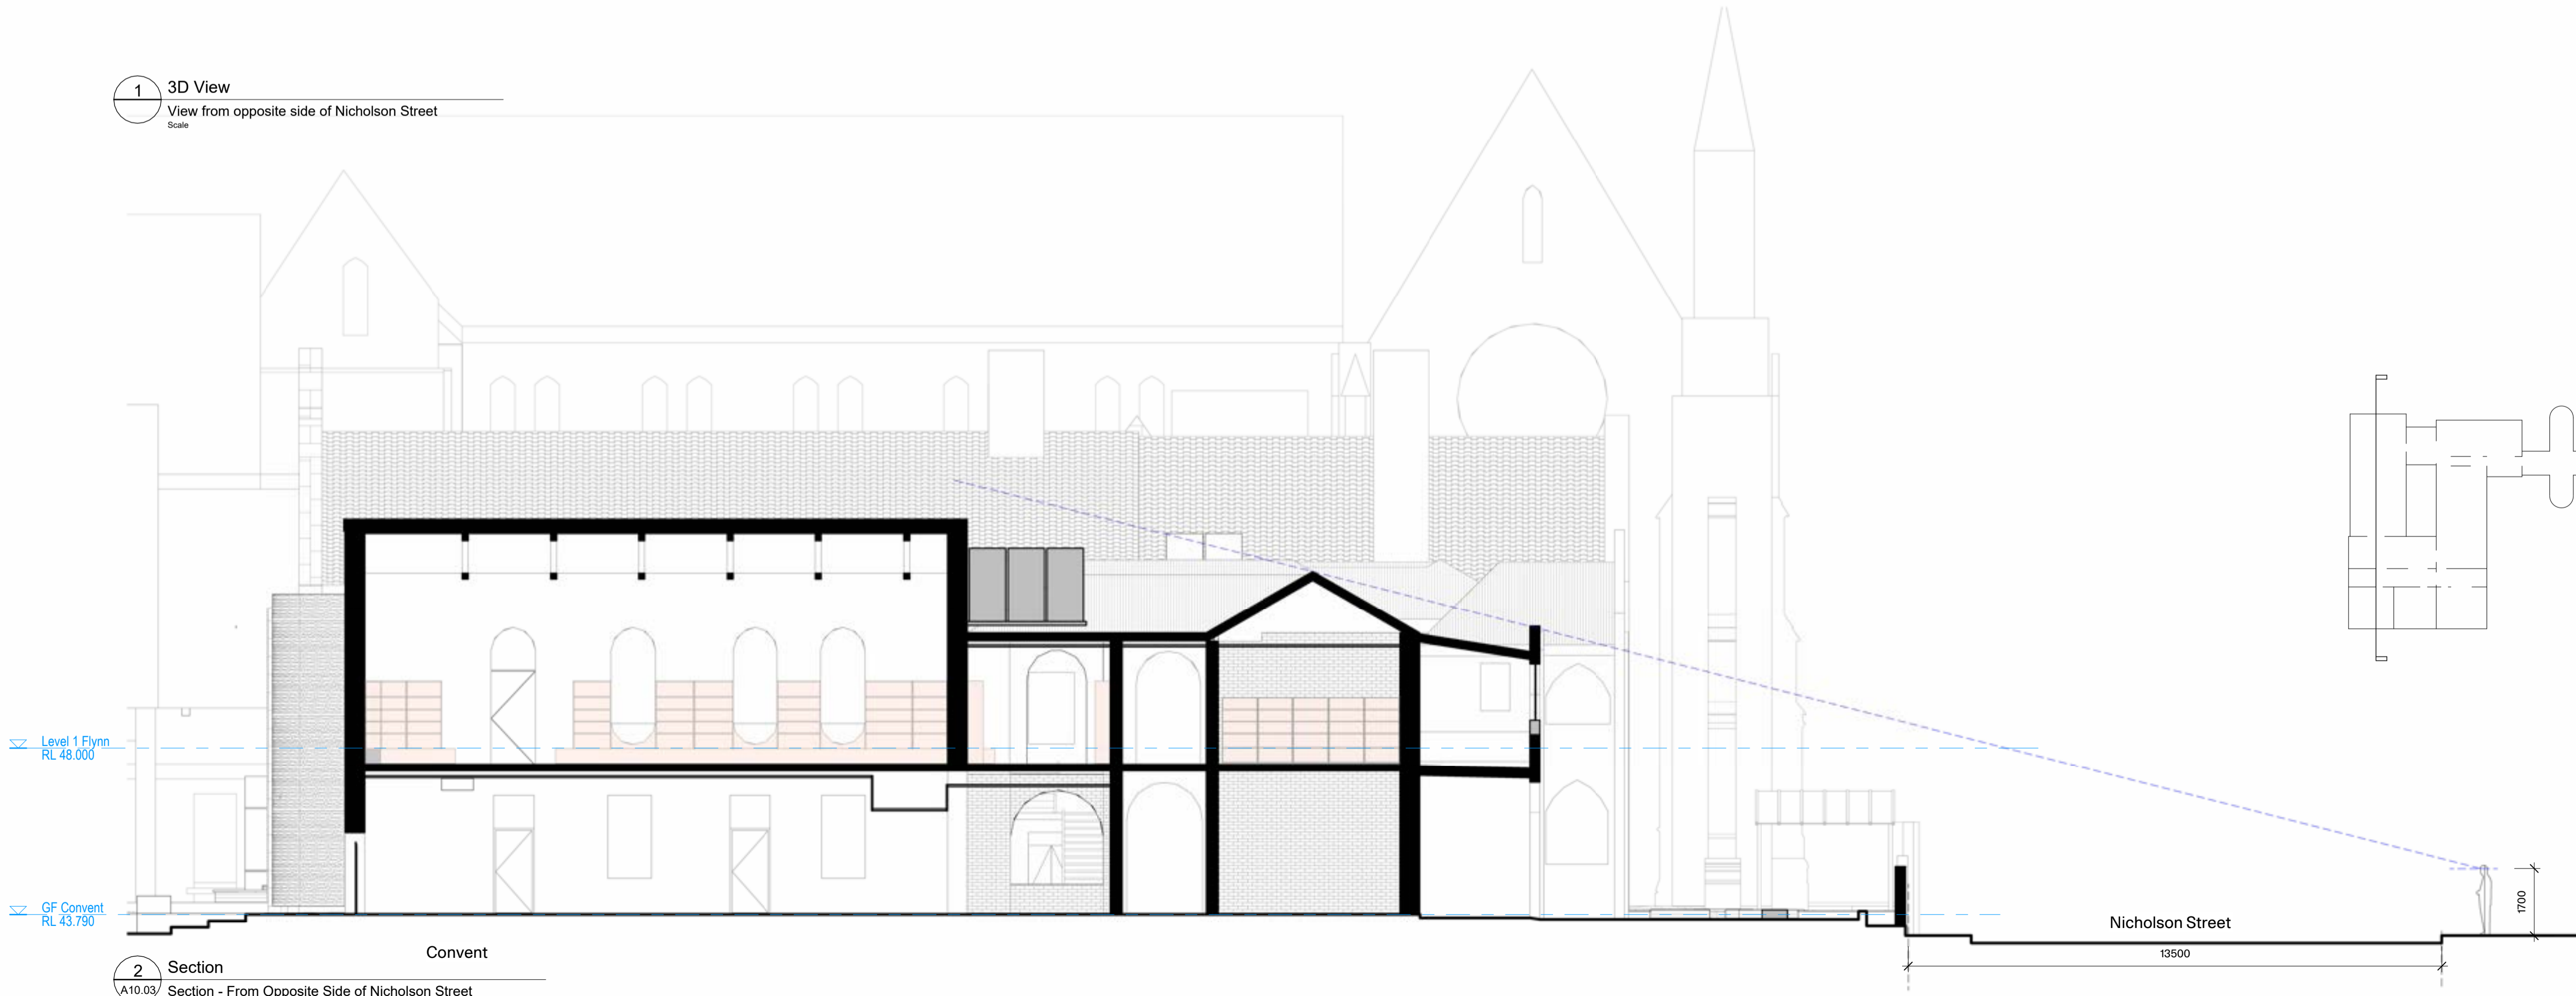 1
3D View
View from opposite side of Nicholson Street
Scale
Level 1 Flynn
RL 48.000
GF Convent
RL 43.790
Convent
Nicholson Street
1700
13500
2
Section
A10.03
Section - From Opposite Side of Nicholson Street